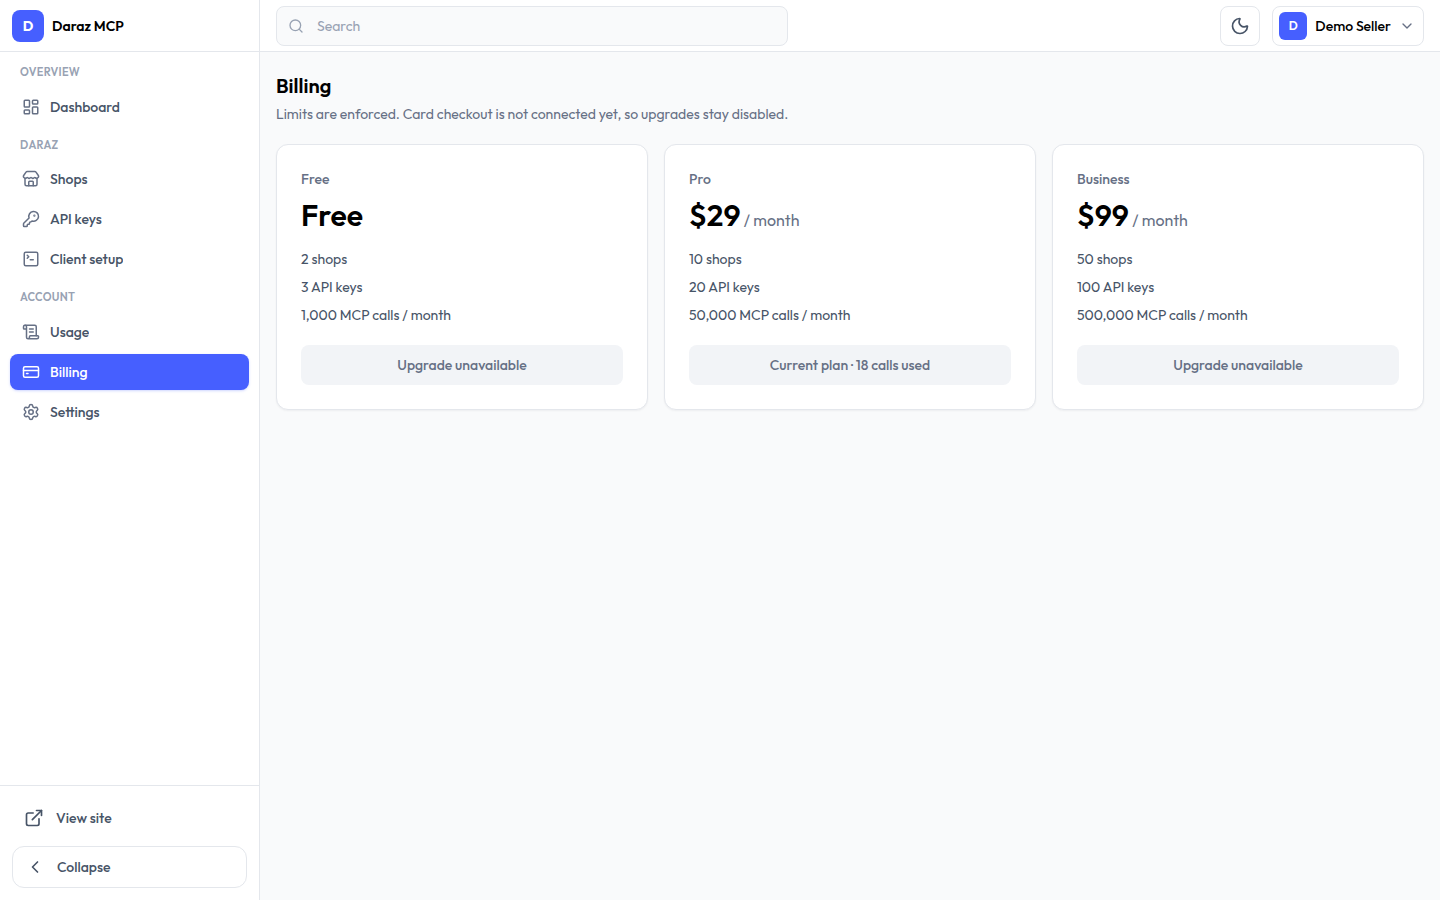 D Daraz MCP
Search
D Demo Seller
OVERVIEW
Dashboard
DARAZ
Shops
API keys
Client setup
ACCOUNT
Usage
Billing
Settings
View site
Collapse
Billing
Limits are enforced. Card checkout is not connected yet, so upgrades stay disabled.
Free
Free
2 shops
3 API keys
1,000 MCP calls / month
Upgrade unavailable
Pro
$29 / month
10 shops
20 API keys
50,000 MCP calls / month
Current plan · 18 calls used
Business
$99 / month
50 shops
100 API keys
500,000 MCP calls / month
Upgrade unavailable